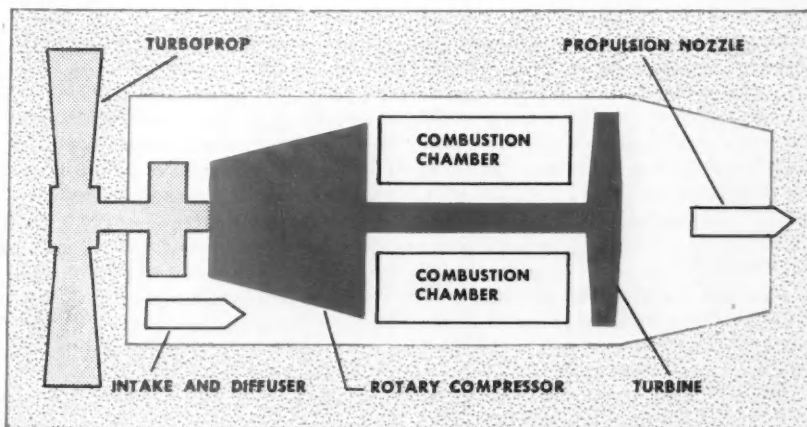 TURBOPROP
PROPULSION NOZZLE
COMBUSTION
CHAMBER
COMBUSTION
CHAMBER
INTAKE AND DIFFUSER
ROTARY COMPRESSOR
TURBINE